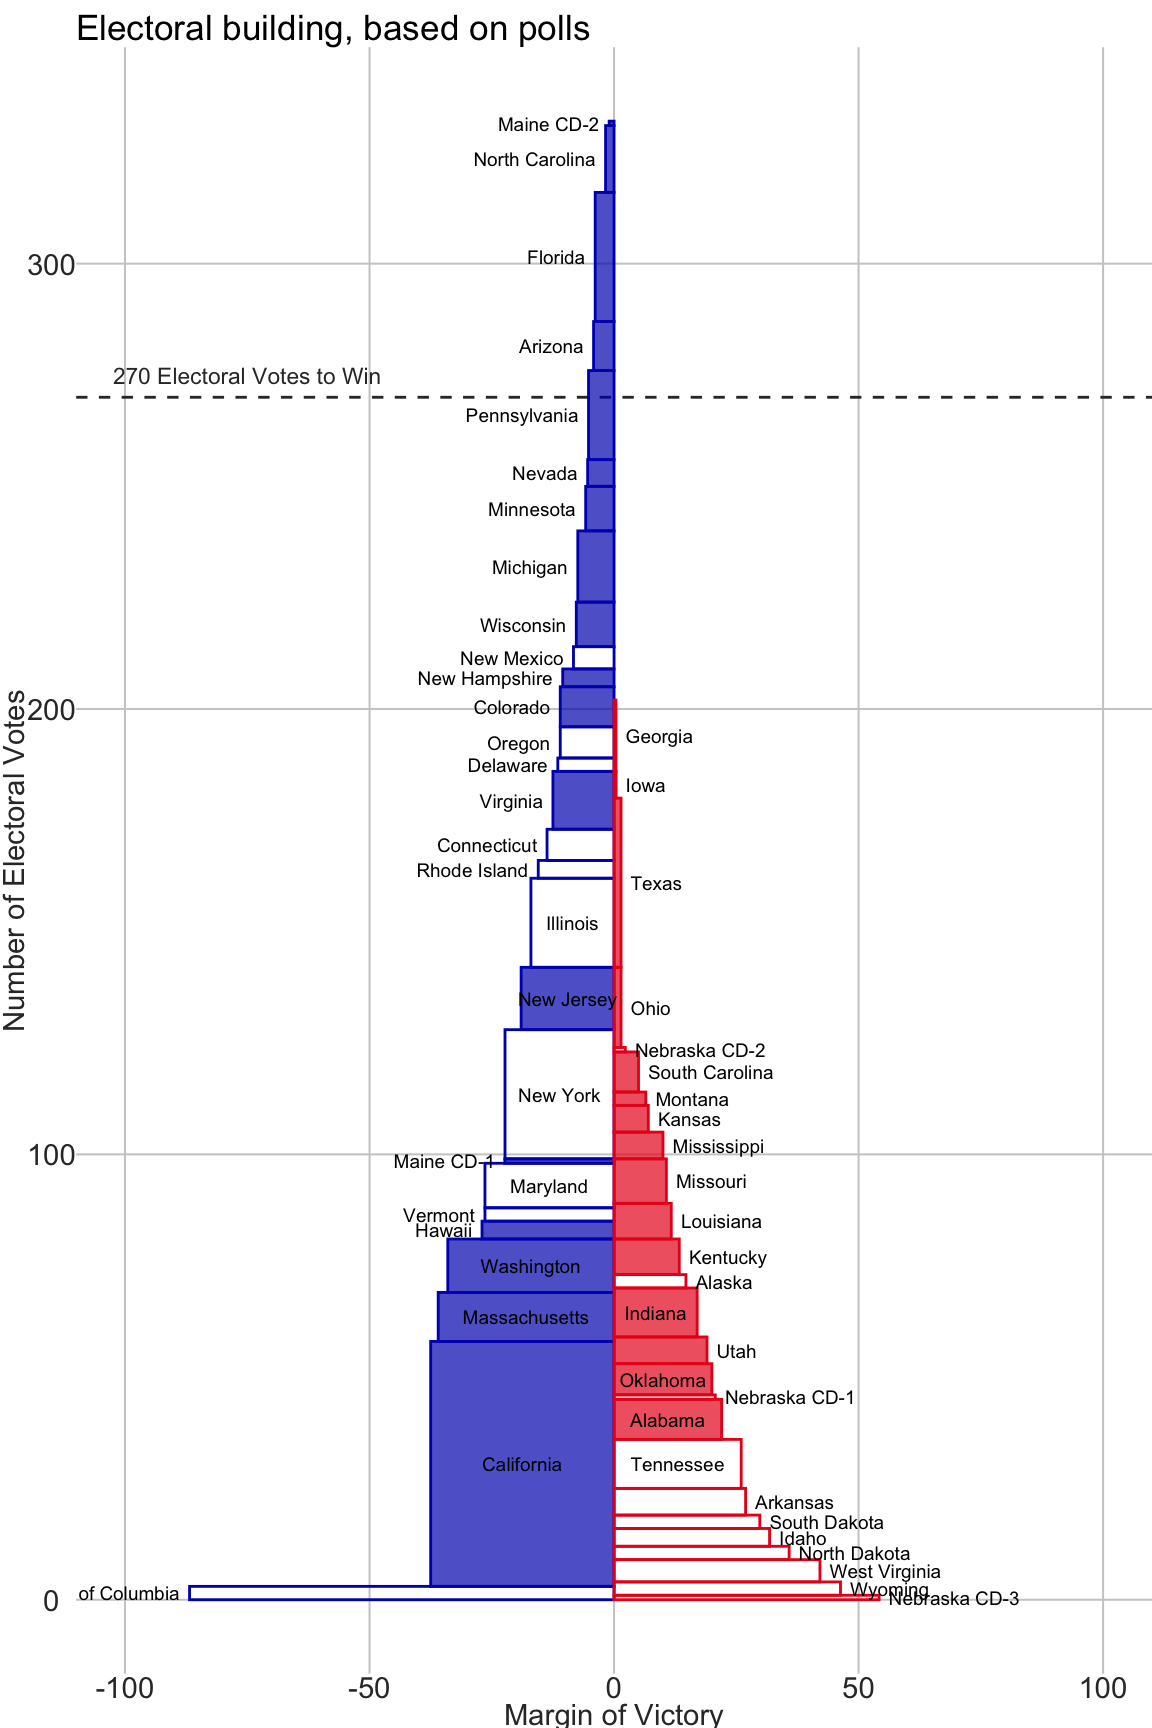 Electoral building, based on polls
Maine CD-2
North Carolina
300
Florida
Arizona
270 Electoral Votes to Win
Pennsylvania
Nevada
Minnesota
Michigan
Wisconsin
New Mexico
New Hampshire
200
Colorado
Georgia
Oregon
Delaware
Iowa
Virginia
Connecticut
Rhode Island
Texas
Illinois
New Jersey
Ohio
Nebraska CD-2
South Carolina
New York
Montana
Kansas
Mississippi
100
Maine CD-1
Missouri
Maryland
Vermont
Louisiana
Hawaii
Kentucky
Washington
Alaska
Massachusetts
Indiana
Utah
Oklahoma
Nebraska CD-1
Alabama
California
Tennessee
Arkansas
South Dakota
Idaho
North Dakota
West Virginia
Wyoming
of Columbia
Nebraska CD-3
0
Number of Electoral Votes
-100
-50
0
50
100
Margin of Victory